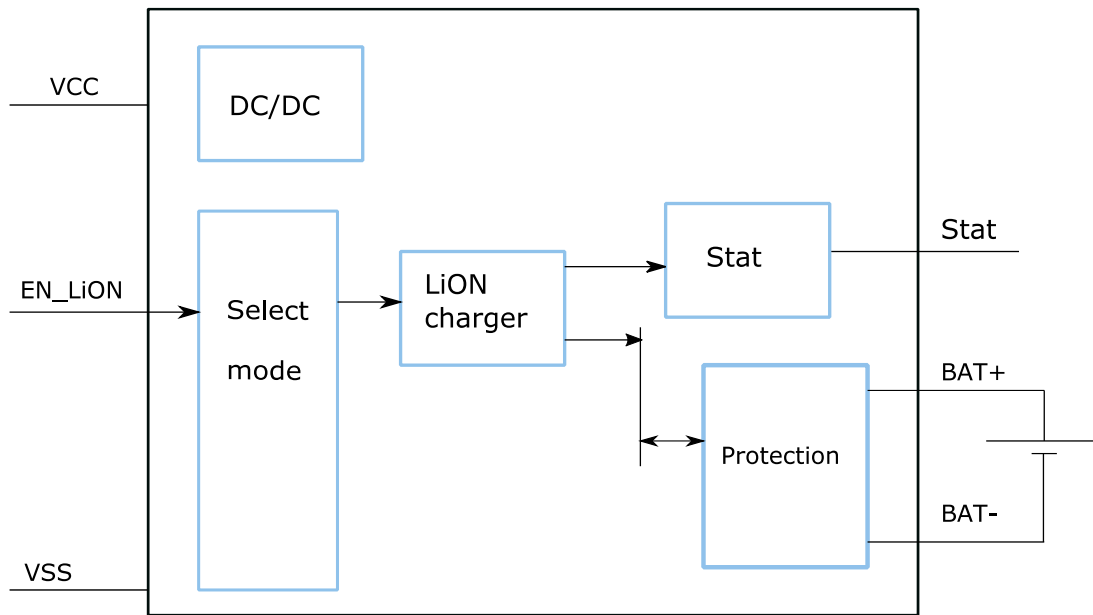 VCC
DC/DC
EN_LiON
Select
mode
LiON
charger
Stat
Stat
Protection
BAT+
BAT-
VSS